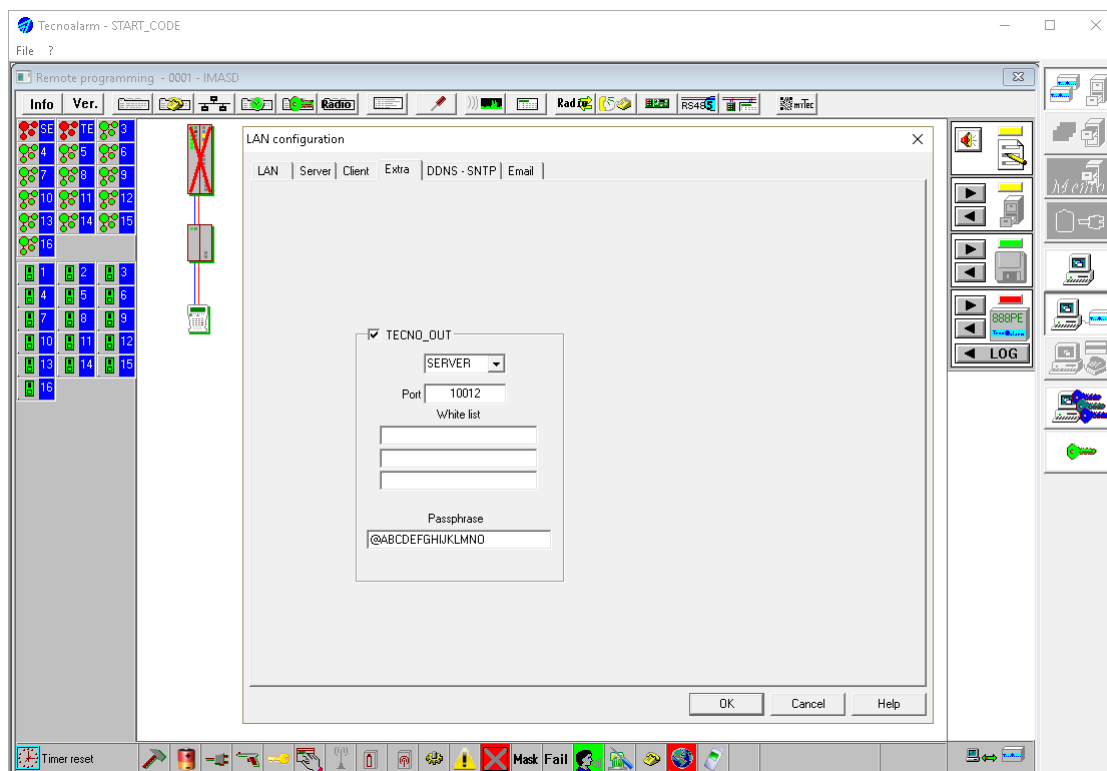 Tecnoalarm - START_CODE
File ?
Remote programming - 0001 - IMASD
Info Ver. Radio Radio RS485 mTec
SE TE 3
4 5 6
7 8 9
10 11 12
13 14 15
16
1 2 3
4 5 6
7 8 9
10 11 12
13 14 15
16
LAN configuration
LAN Server Client Extra DDNS - SNTP Email
TECNO_OUT
SERVER
Port 10012
White list
Passphrase
@ABCDEFGHIJKLMNO
OK Cancel Help
888PE
LOG
Memo
Timer reset
Mask Fail